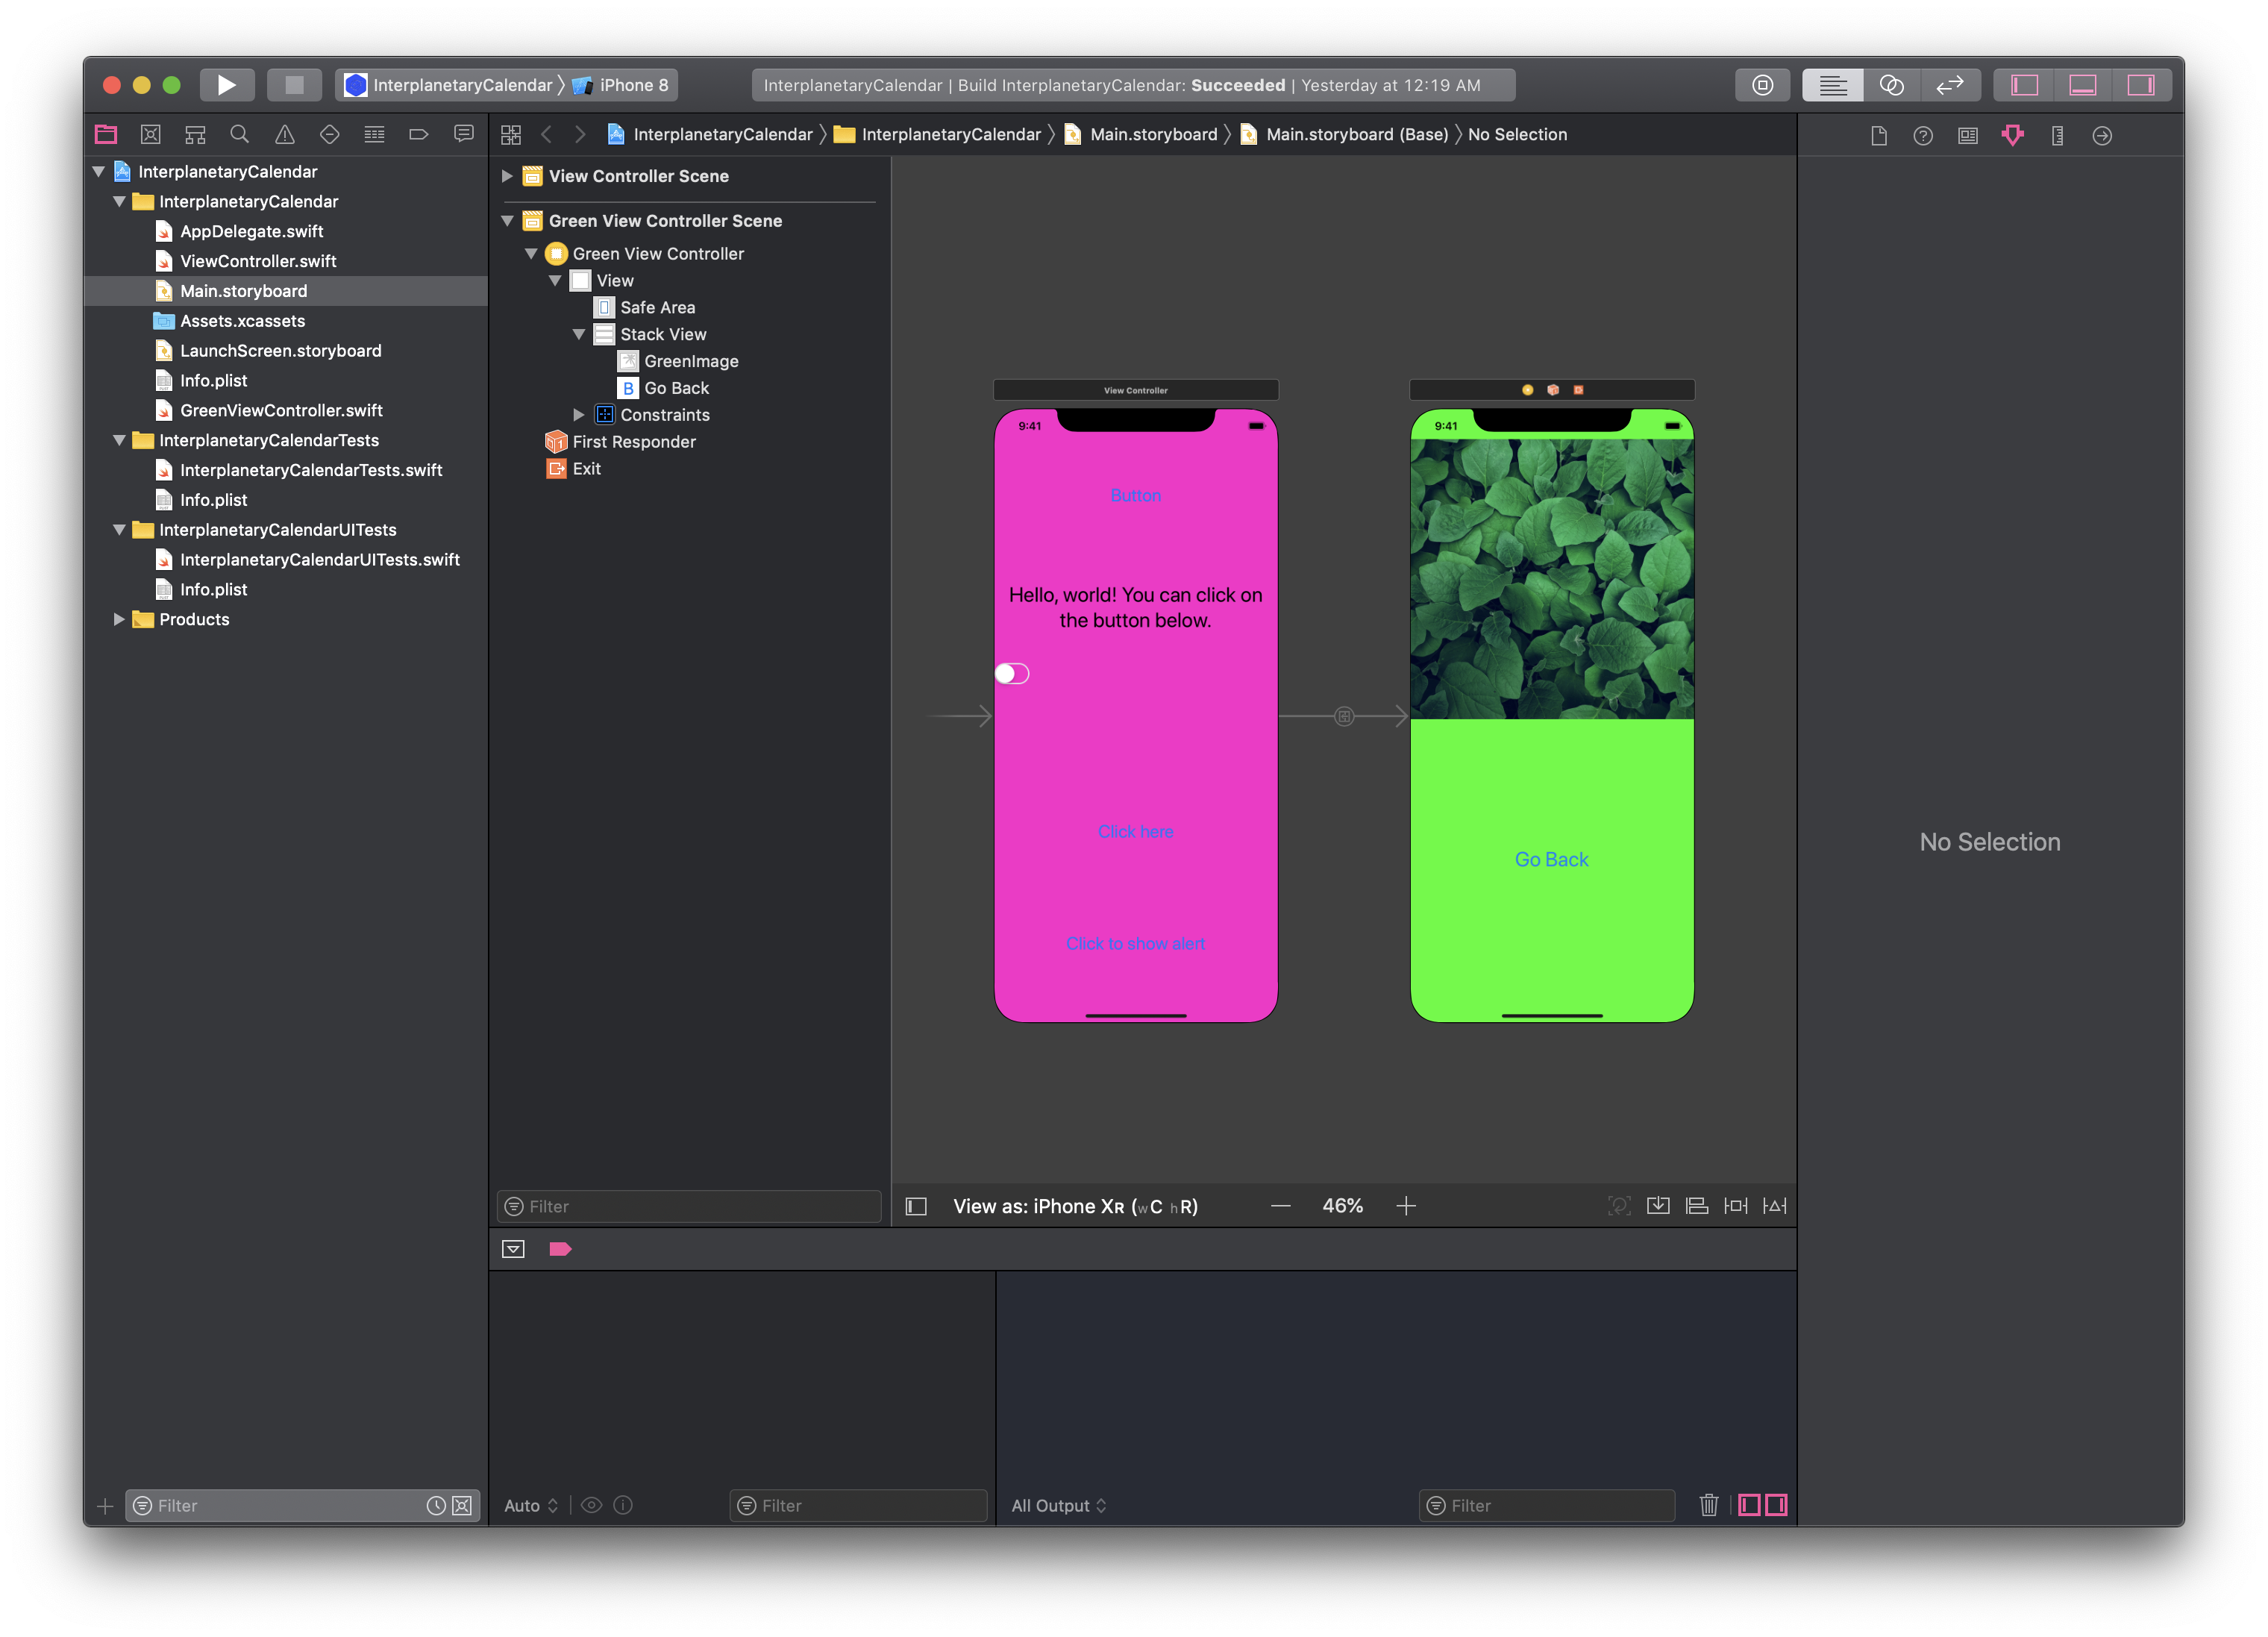 InterplanetaryCalendar iPhone 8
InterplanetaryCalendar | Build InterplanetaryCalendar: Succeeded | Yesterday at 12:19 AM
InterplanetaryCalendar InterplanetaryCalendar Main.storyboard Main.storyboard (Base) No Selection
InterplanetaryCalendar
InterplanetaryCalendar
AppDelegate.swift
ViewController.swift
Main.storyboard
Assets.xcassets
LaunchScreen.storyboard
Info.plist
GreenViewController.swift
InterplanetaryCalendarTests
InterplanetaryCalendarTests.swift
Info.plist
InterplanetaryCalendarUITests
InterplanetaryCalendarUITests.swift
Info.plist
Products
Filter
View Controller Scene
Green View Controller Scene
Green View Controller
View
Safe Area
Stack View
GreenImage
B Go Back
Constraints
First Responder
Exit
Filter
View Controller
9:41
Button
Hello, world! You can click on
the button below.
Click here
Click to show alert
9:41
Go Back
View as: iPhone XR (wC hR)
46%
No Selection
Auto
Filter
All Output
Filter